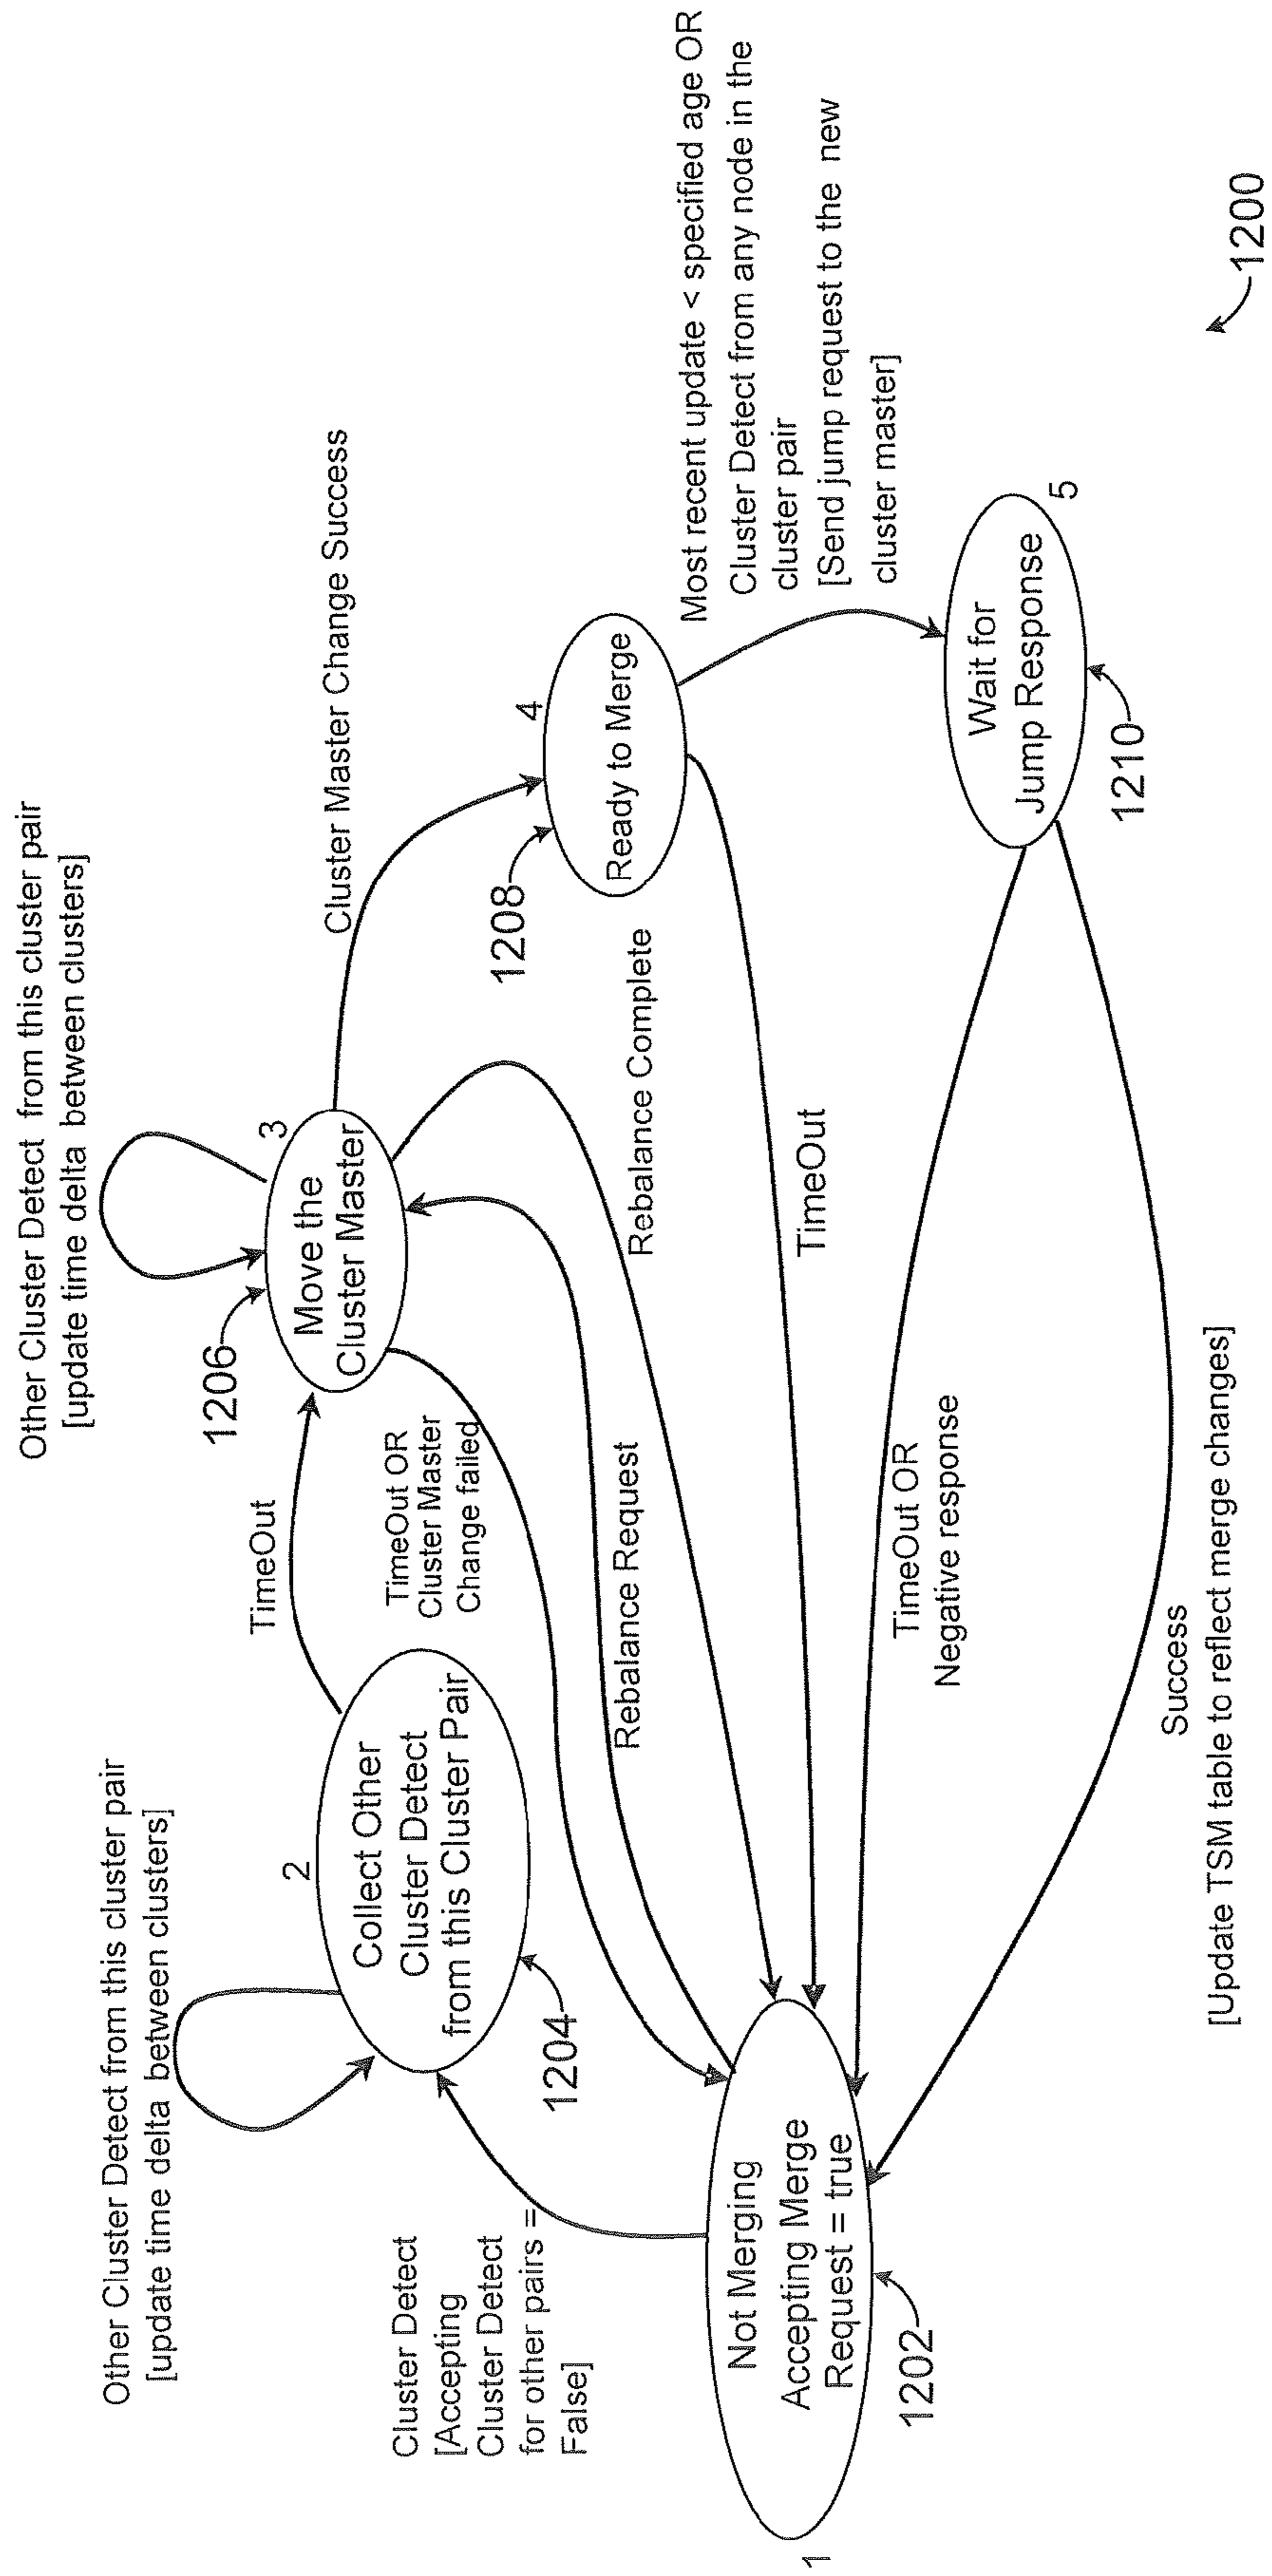 Other Cluster Detect from this cluster pair
[update time delta between clusters]
Other Cluster Detect from this cluster pair
[update time delta between clusters]
2
Collect Other
Cluster Detect
from this Cluster Pair
1204
TimeOut
1206
3
Move the
Cluster Master
Cluster Master Change Success
Cluster Detect
[Accepting
Cluster Detect
for other pairs =
False]
TimeOut OR
Cluster Master
Change failed
Rebalance Request
Rebalance Complete
1208
4
Ready to Merge
Most recent update < specified age OR
Cluster Detect from any node in the
cluster pair
[Send jump request to the new
cluster master]
1
Not Merging
Accepting Merge
Request = true
1202
TimeOut
TimeOut OR
Negative response
Wait for
Jump Response
5
1210
Success
[Update TSM table to reflect merge changes]
1200